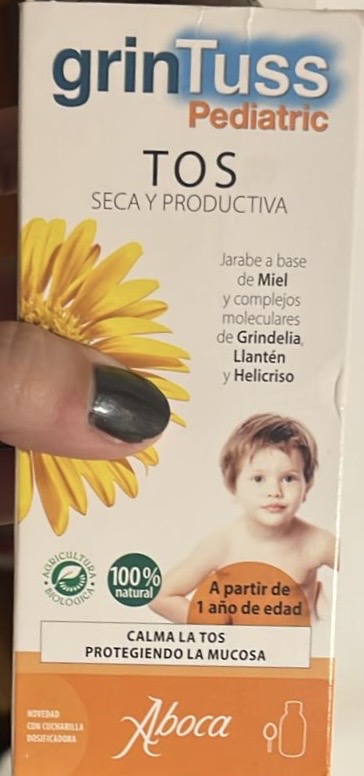 grinTuss
Pediatric
TOS
SECA Y PRODUCTIVA
Jarabe a base
de Miel
y complejos
moleculares
de Grindelia,
Llantén
y Helicriso
AGRICULTURA
BIOLOGICA
100%
natural
A partir de
1 año de edad
CALMA LA TOS
PROTEGIENDO LA MUCOSA
NOVEDAD
CON CUCHARILLA
DOSIFICADORA
Aboca